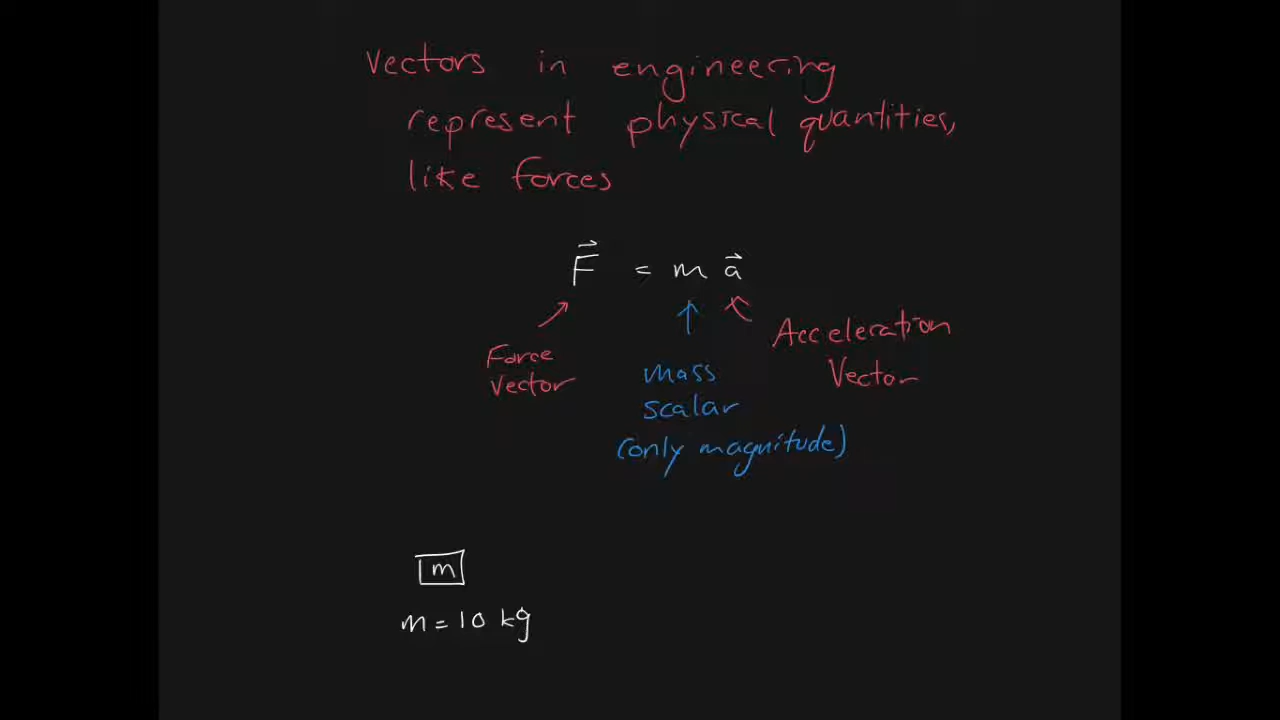 Vectors in engineering
represent physical quantities,
like forces
F⃗ = m a⃗
Force
Vector
mass
scalar
(only magnitude)
Acceleration
Vector
m
m = 10 kg